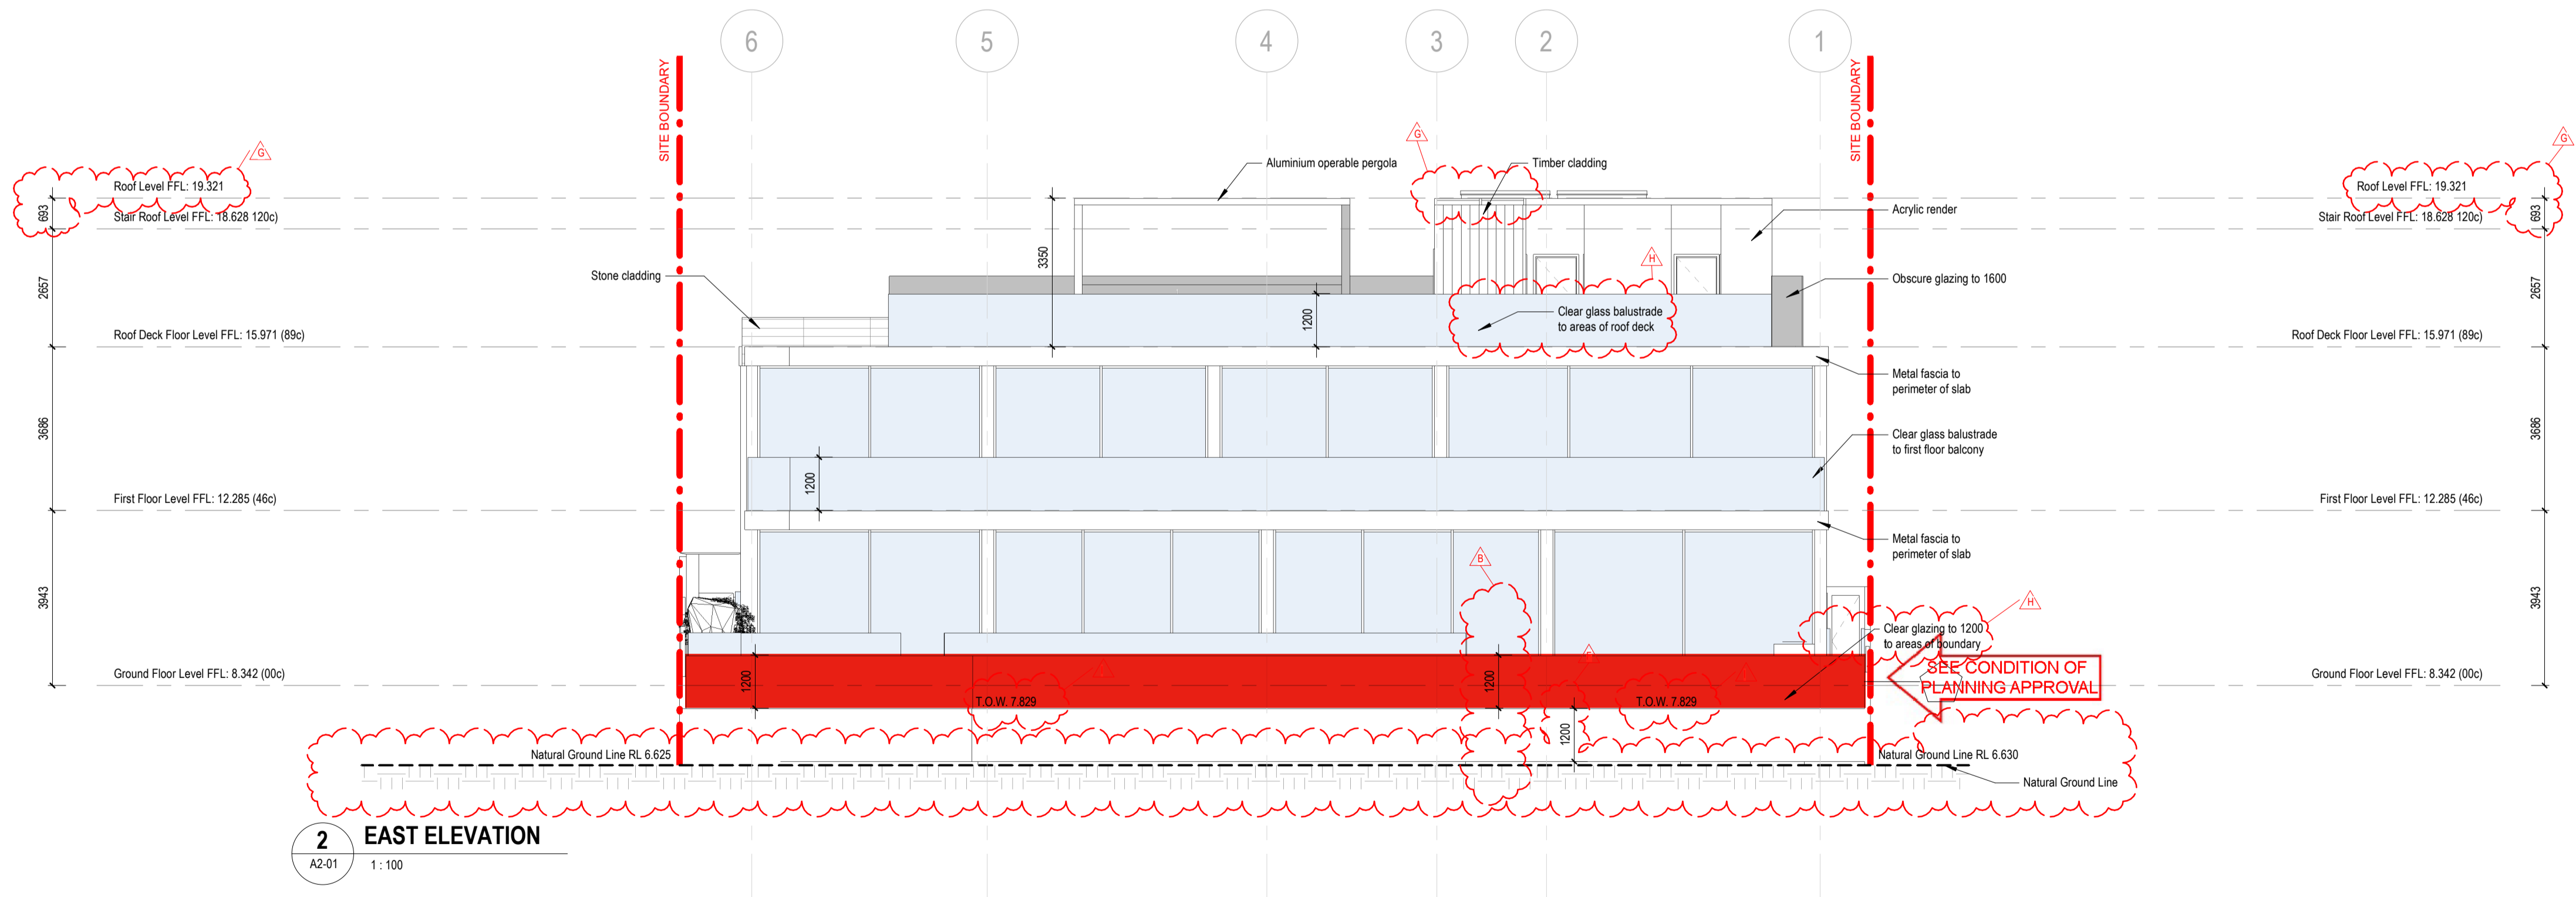 6
5
4
3
2
1
SITE BOUNDARY
SITE BOUNDARY
G
G
G
Roof Level FFL: 19.321
Roof Level FFL: 19.321
693
693
Stair Roof Level FFL: 18.628 120c)
Stair Roof Level FFL: 18.628 120c)
Aluminium operable pergola
Timber cladding
Acrylic render
3350
H
Stone cladding
Obscure glazing to 1600
2657
2657
1200
Clear glass balustrade
to areas of roof deck
Roof Deck Floor Level FFL: 15.971 (89c)
Roof Deck Floor Level FFL: 15.971 (89c)
Metal fascia to
perimeter of slab
3686
3686
Clear glass balustrade
to first floor balcony
1200
First Floor Level FFL: 12.285 (46c)
First Floor Level FFL: 12.285 (46c)
Metal fascia to
perimeter of slab
B
3943
3943
H
Clear glazing to 1200
to areas of boundary
SEE CONDITION OF
PLANNING APPROVAL
Ground Floor Level FFL: 8.342 (00c)
Ground Floor Level FFL: 8.342 (00c)
1200
1200
T.O.W. 7.829
T.O.W. 7.829
1200
Natural Ground Line RL 6.625
Natural Ground Line RL 6.630
Natural Ground Line
2
EAST ELEVATION
A2-01
1 : 100